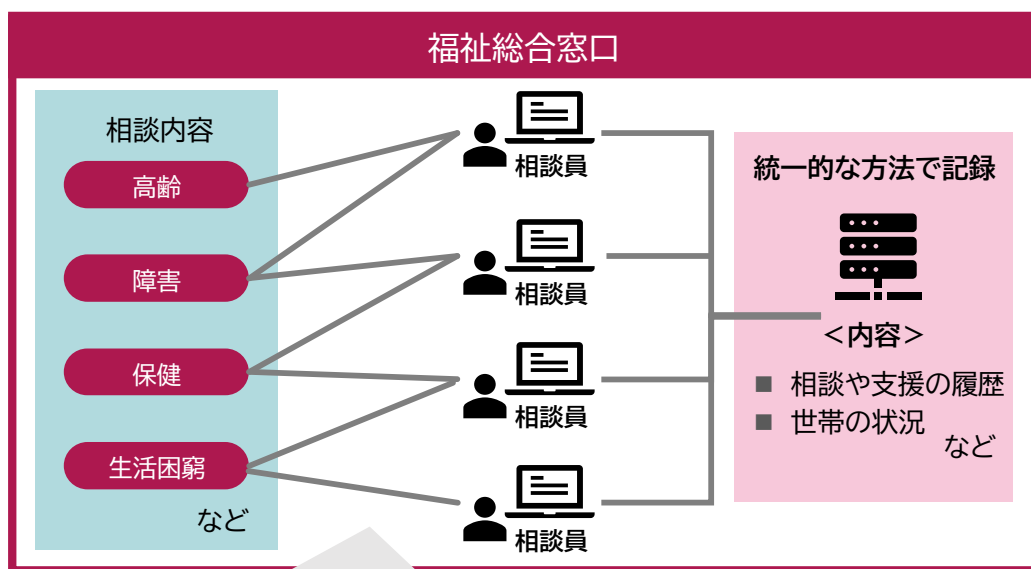 福祉総合窓口
相談内容
高齢
障害
保健
生活困窮
など
相談員
相談員
相談員
相談員
統一的な方法で記録
＜内容＞
■ 相談や支援の履歴
■ 世帯の状況
など